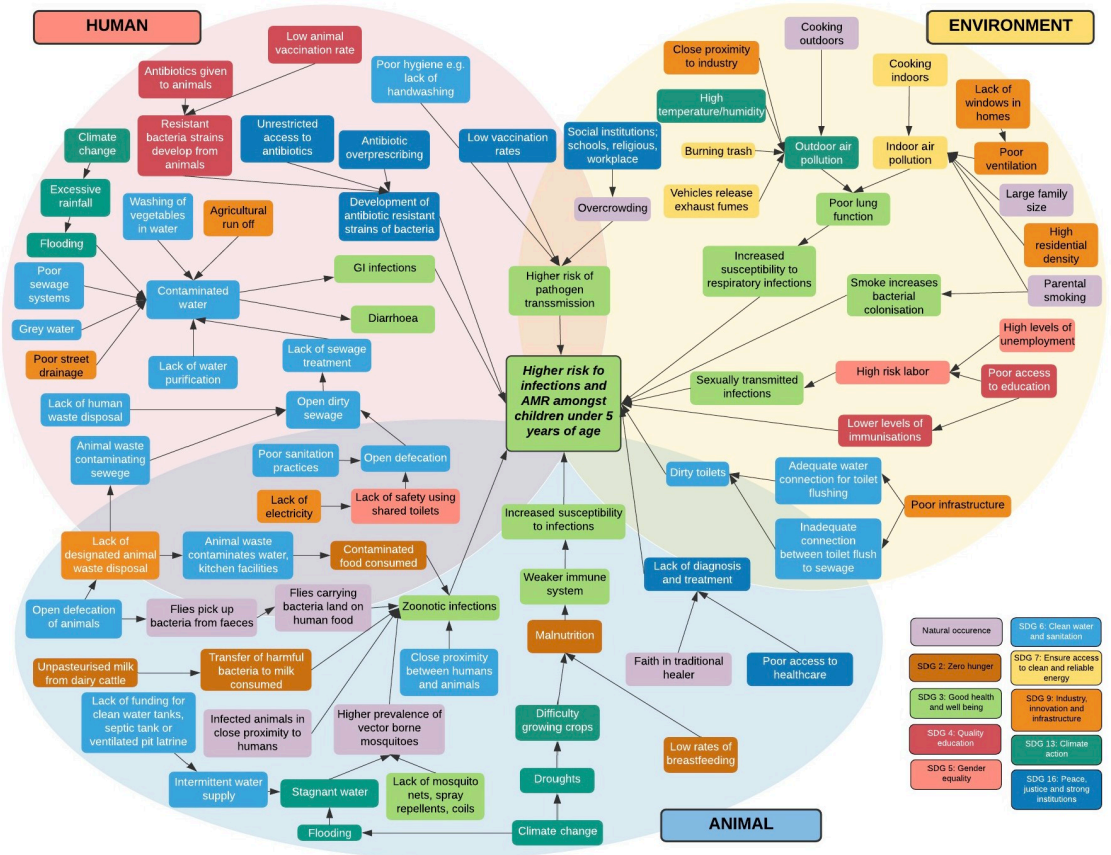 HUMAN
ENVIRONMENT
Low animal
vaccination rate
Antibiotics given
to animals
Poor hygiene e.g.
lack of
handwashing
Climate
change
Resistant
bacteria strains
develop from
animals
Unrestricted
access to
antibiotics
Antibiotic
overprescribing
Low vaccination
rates
Social institutions;
schools, religious,
workplace
Excessive
rainfall
Washing of
vegetables
in water
Agricultural
run off
Development of
antibiotic resistant
strains of bacteria
Overcrowding
Flooding
Poor
sewage
systems
Contaminated
water
GI infections
Higher risk of
pathogen
transsmission
Grey water
Diarrhoea
Poor street
drainage
Lack of water
purification
Lack of sewage
treatment
Higher risk fo
infections and
AMR amongst
children under 5
years of age
Lack of human
waste disposal
Open dirty
sewage
Animal waste
contaminating
sewege
Poor sanitation
practices
Open defecation
Lack of
electricity
Lack of safety using
shared toilets
Cooking
outdoors
Close proximity
to industry
Cooking
indoors
Lack of
windows in
homes
High
temperature/humidity
Burning trash
Outdoor air
pollution
Indoor air
pollution
Poor
ventilation
Vehicles release
exhaust fumes
Poor lung
function
Large family
size
High
residential
density
Increased
susceptibility to
respiratory infections
Smoke increases
bacterial
colonisation
Parental
smoking
High levels of
unemployment
Sexually transmitted
infections
High risk labor
Poor access
to education
Lower levels of
immunisations
Dirty toilets
Adequate water
connection for toilet
flushing
Poor infrastructure
Inadequate
connection
between toilet flush
to sewage
Lack of
designated animal
waste disposal
Animal waste
contaminates water,
kitchen facilities
Contaminated
food consumed
Increased susceptibility
to infections
Lack of diagnosis
and treatment
Open defecation
of animals
Flies pick up
bacteria from faeces
Flies carrying
bacteria land on
human food
Zoonotic infections
Weaker immune
system
Malnutrition
Unpasteurised milk
from dairy cattle
Transfer of harmful
bacteria to milk
consumed
Close proximity
between humans
and animals
Faith in traditional
healer
Poor access to
healthcare
Lack of funding for
clean water tanks,
septic tank or
ventilated pit latrine
Infected animals in
close proximity to
humans
Higher prevalence of
vector borne
mosquitoes
Difficulty
growing crops
Low rates of
breastfeeding
Intermittent water
supply
Stagnant water
Lack of mosquito
nets, spray
repellents, coils
Droughts
Flooding
Climate change
ANIMAL
Natural occurence
SDG 6: Clean water
and sanitation
SDG 2: Zero hunger
SDG 7: Ensure access
to clean and reliable
energy
SDG 3: Good health
and well being
SDG 9: Industry,
innovation and
infrastructure
SDG 4: Quality
education
SDG 13: Climate
action
SDG 5: Gender
equality
SDG 16: Peace,
justice and strong
institutions